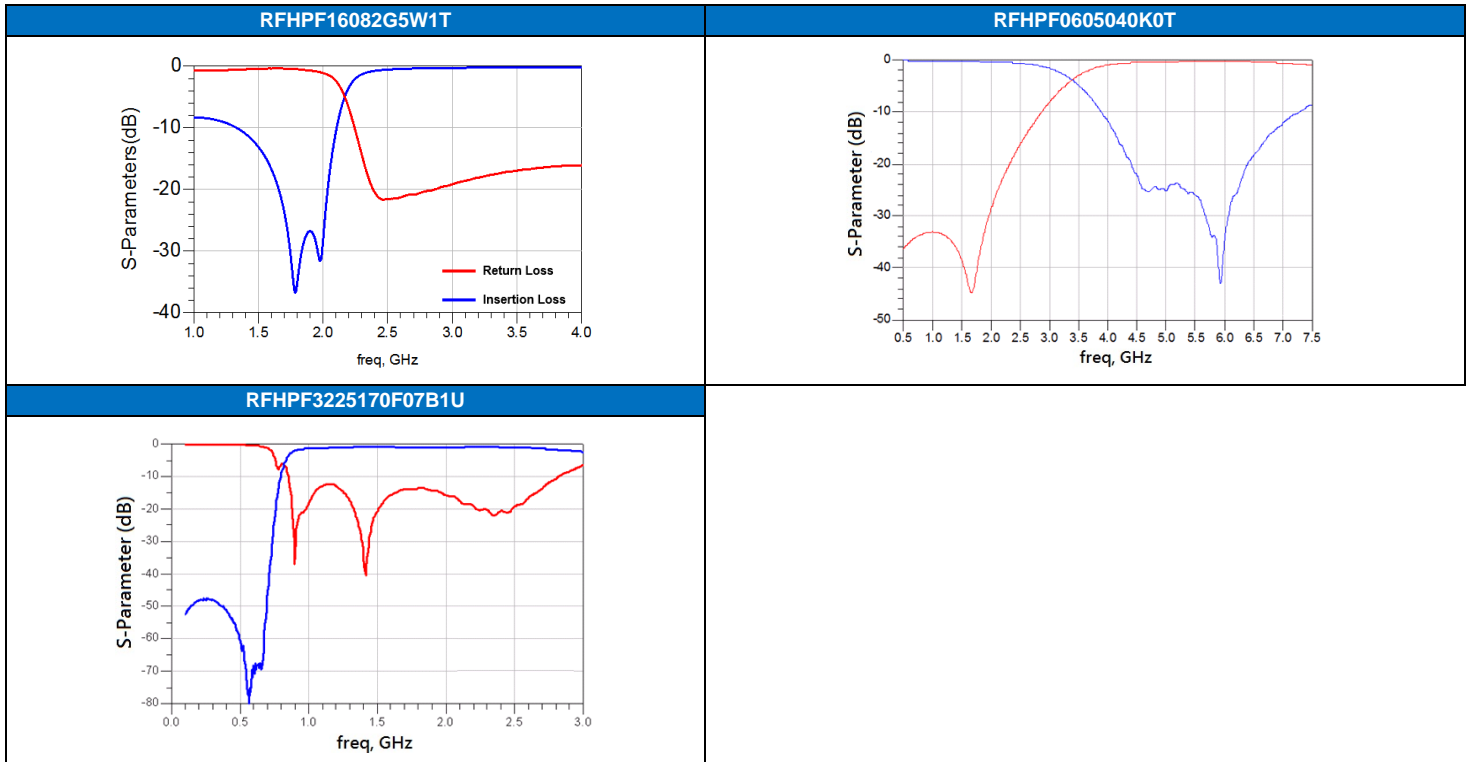 RFHPF16082G5W1T
RFHPF0605040K0T
S-Parameters(dB)
0
-10
-20
-30
-40
Return Loss
Insertion Loss
1.0 1.5 2.0 2.5 3.0 3.5 4.0
freq, GHz
S-Parameter (dB)
0
-10
-20
-30
-40
-50
0.5 1.0 1.5 2.0 2.5 3.0 3.5 4.0 4.5 5.0 5.5 6.0 6.5 7.0 7.5
freq, GHz
RFHPF3225170F07B1U
S-Parameter (dB)
0
-10
-20
-30
-40
-50
-60
-70
-80
0.0 0.5 1.0 1.5 2.0 2.5 3.0
freq, GHz